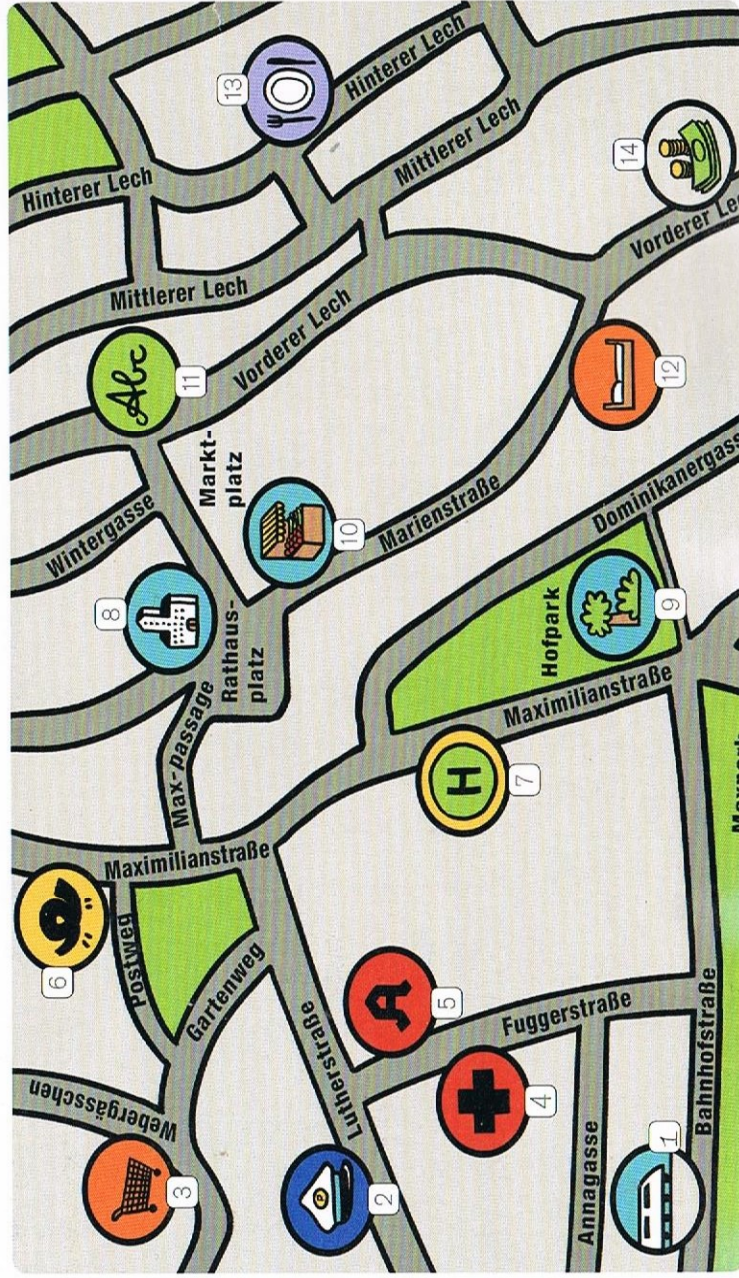 3
Webergässchen
6
Postweg
Maximilianstraße
Gartenweg
Max-passage
8
Wintergasse
Mittlerer Lech
Hinterer Lech
Abc
11
2
Lutherstraße
Rathaus-
platz
Markt-
platz
Vorderer Lech
13
Hinterer Lech
A
5
10
Marienstraße
Mittlerer Lech
H
7
4
Fuggerstraße
Maximilianstraße
Hofpark
9
Dominikanergass
12
14
Vorderer Le
Annagasse
1
Bahnhofstraße